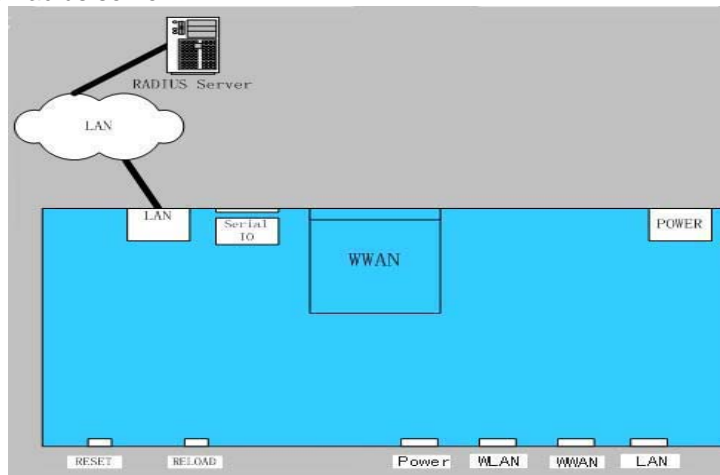 RADIUS Server
LAN
LAN
Serial
IO
POWER
WWAN
RESET
RELOAD
Power
WLAN
WWAN
LAN